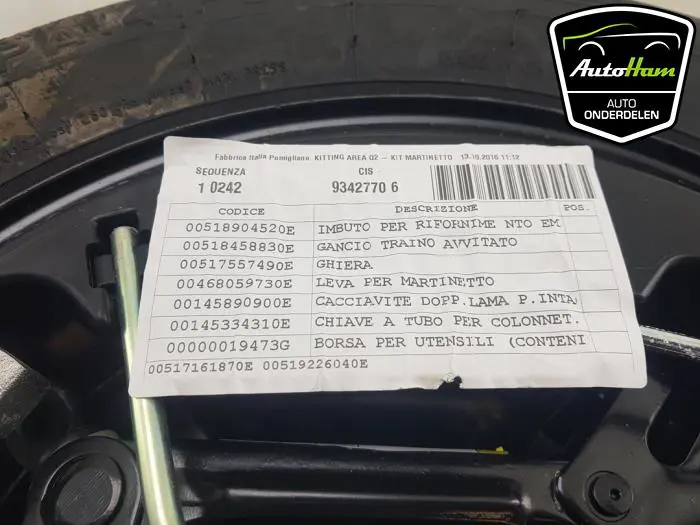 AutoHam
AUTO
ONDERDELEN
Fabbrica Italia Pomigliano KITTING AREA 02 - KIT MARTINETTO 13.10.2016 11:12
SEQUENZA CIS
1 0242 9342770 6
CODICE DESCRIZIONE POS.
00518904520E IMBUTO PER RIFORNIME NTO EM
00518458830E GANCIO TRAINO AVVITATO
00517557490E GHIERA
00468059730E LEVA PER MARTINETTO
00145890900E CACCIAVITE DOPP.LAMA P.INTA
00145334310E CHIAVE A TUBO PER COLONNET.
00000019473G BORSA PER UTENSILI (CONTENI
00517161870E 00519226040E